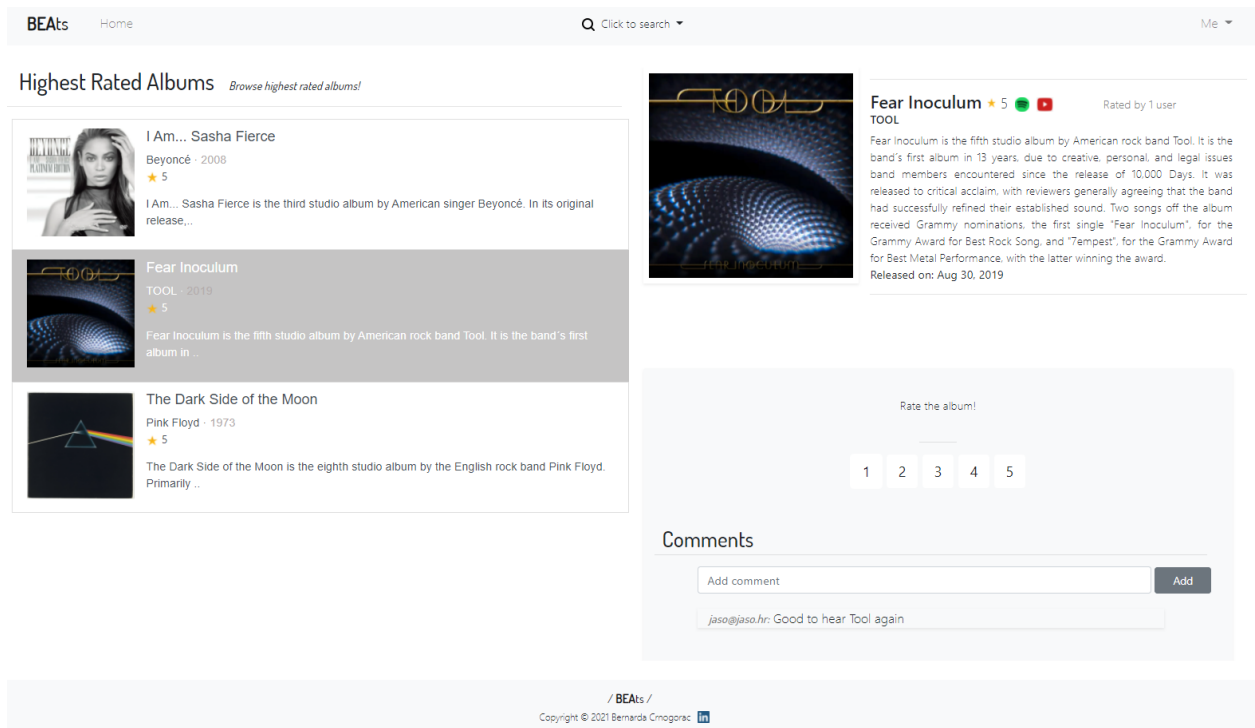 BEAts
Home
Click to search
Me
Highest Rated Albums
Browse highest rated albums!
BEYONCÉ
PLATINUM EDITION
I Am... Sasha Fierce
Beyoncé · 2008
★ 5
I Am... Sasha Fierce is the third studio album by American singer Beyoncé. In its original
release,..
TOOL
Fear Inoculum
TOOL · 2019
★ 5
Fear Inoculum is the fifth studio album by American rock band Tool. It is the band´s first
album in ..
The Dark Side of the Moon
Pink Floyd · 1973
★ 5
The Dark Side of the Moon is the eighth studio album by the English rock band Pink Floyd.
Primarily ..
TOOL
FEAR INOCULUM
Fear Inoculum ★ 5
Rated by 1 user
TOOL
Fear Inoculum is the fifth studio album by American rock band Tool. It is the
band´s first album in 13 years, due to creative, personal, and legal issues
band members encountered since the release of 10,000 Days. It was
released to critical acclaim, with reviewers generally agreeing that the band
had successfully refined their established sound. Two songs off the album
received Grammy nominations, the first single "Fear Inoculum", for the
Grammy Award for Best Rock Song, and "7empest", for the Grammy Award
for Best Metal Performance, with the latter winning the award.
Released on: Aug 30, 2019
Rate the album!
1 2 3 4 5
Comments
Add comment
Add
jaso@jaso.hr: Good to hear Tool again
/ BEAts /
Copyright © 2021 Bernarda Crnogorac in